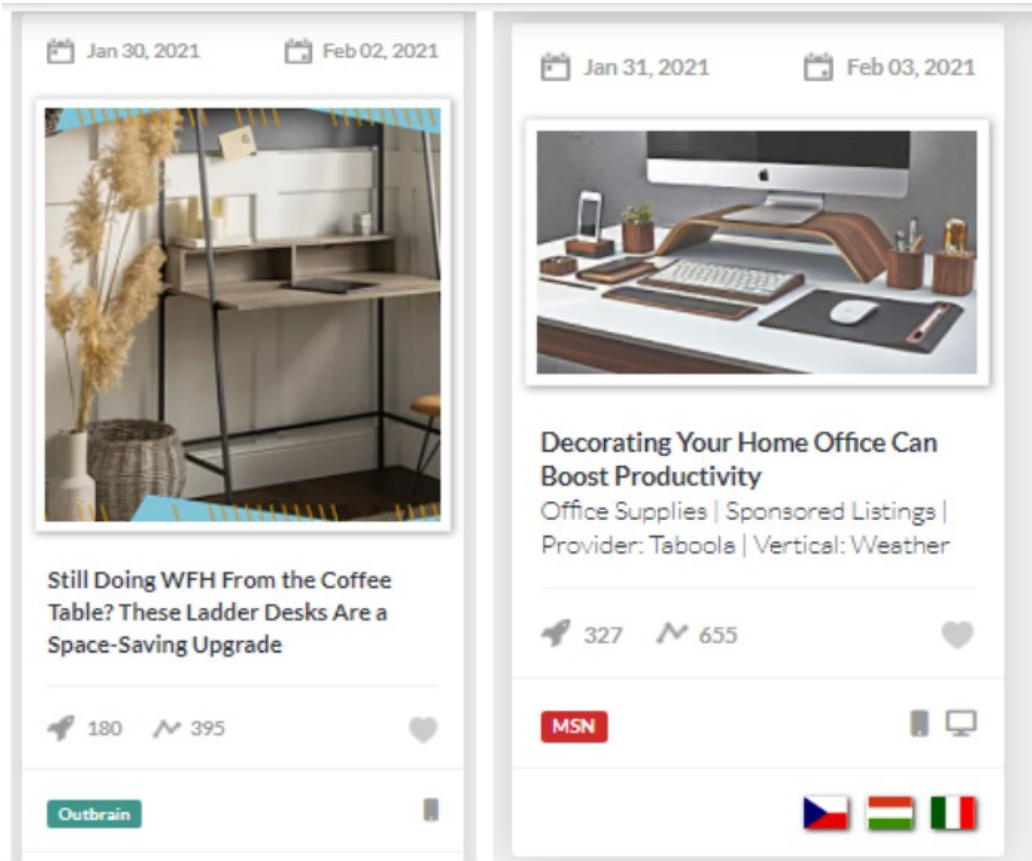 Jan 30, 2021
Feb 02, 2021
Still Doing WFH From the Coffee
Table? These Ladder Desks Are a
Space-Saving Upgrade
180
395
Outbrain
Jan 31, 2021
Feb 03, 2021
Decorating Your Home Office Can
Boost Productivity
Office Supplies | Sponsored Listings |
Provider: Taboola | Vertical: Weather
327
655
MSN